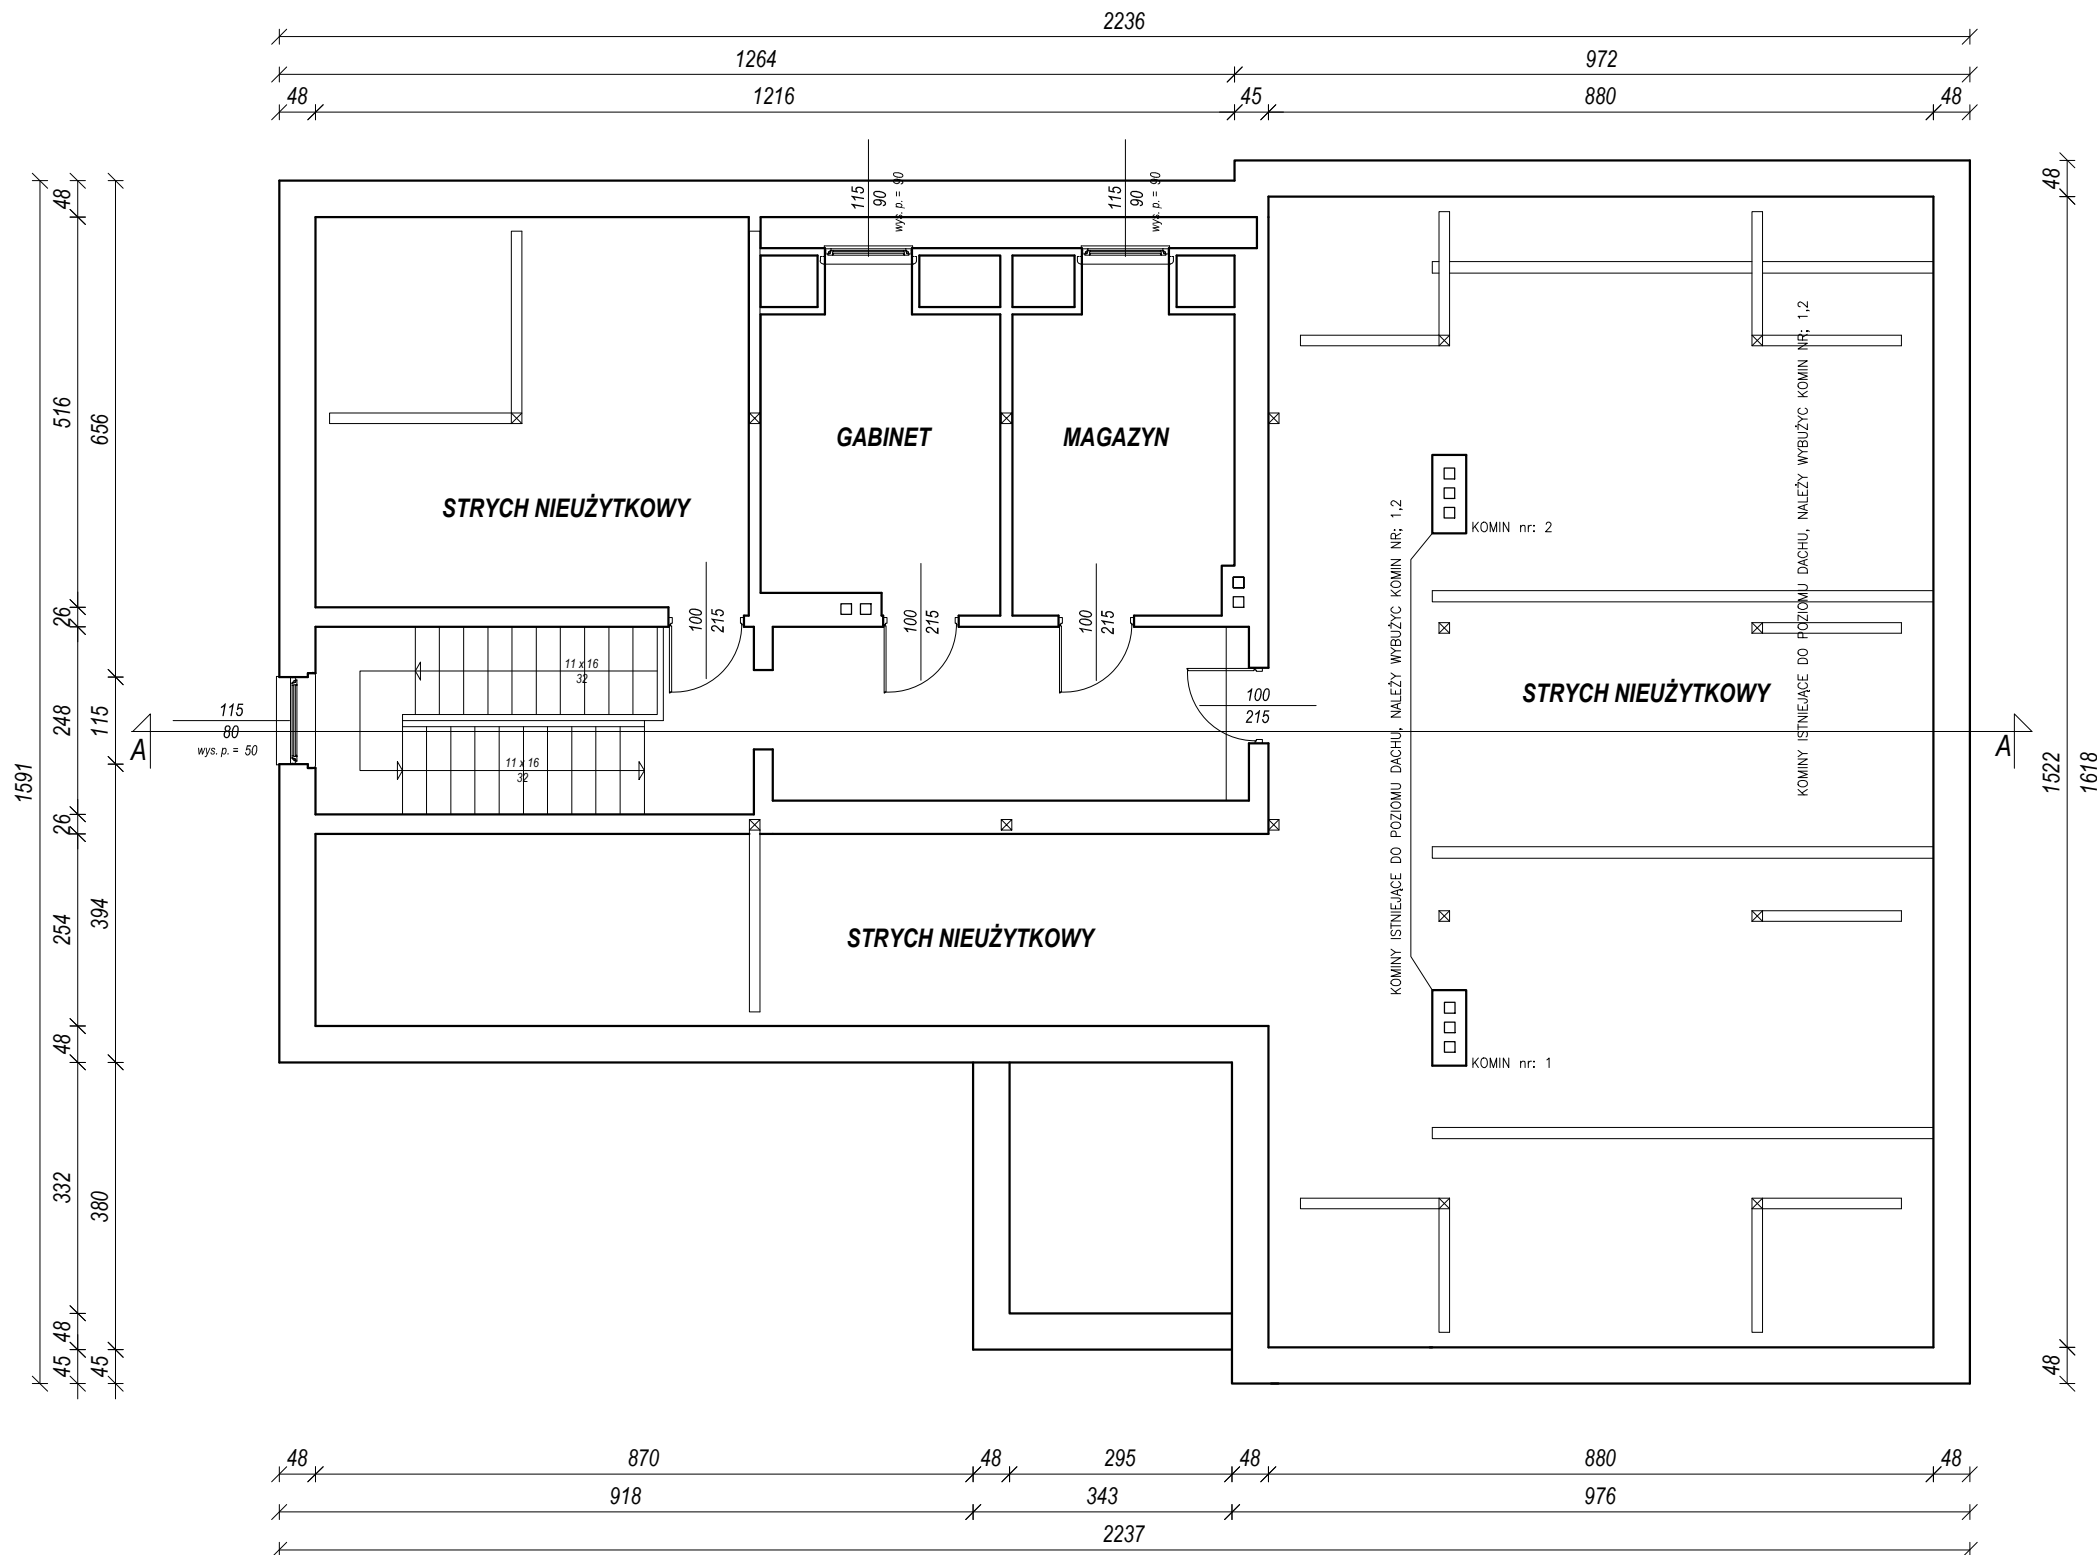 2236
1264 972
48 1216 45 880 48
115
90
wys. p. = 90
115
90
wys. p. = 90
48
516
26
248
26
254
48
332
48
45
656
115
394
380
45
1591
48
1522
48
1618
GABINET
MAGAZYN
STRYCH NIEUŻYTKOWY
KOMIN nr: 2
KOMINY ISTNIEJĄCE DO POZIOMU DACHU, NALEŻY WYBUŻYC KOMIN NR; 1,2
KOMINY ISTNIEJĄCE DO POZIOMU DACHU, NALEŻY WYBUŻYC KOMIN NR; 1,2
100
215
100
215
100
215
11 x 16
32
11 x 16
32
115
80
wys. p. = 50
100
215
STRYCH NIEUŻYTKOWY
A
A
STRYCH NIEUŻYTKOWY
KOMIN nr: 1
48 870 48 295 48 880 48
918 343 976
2237